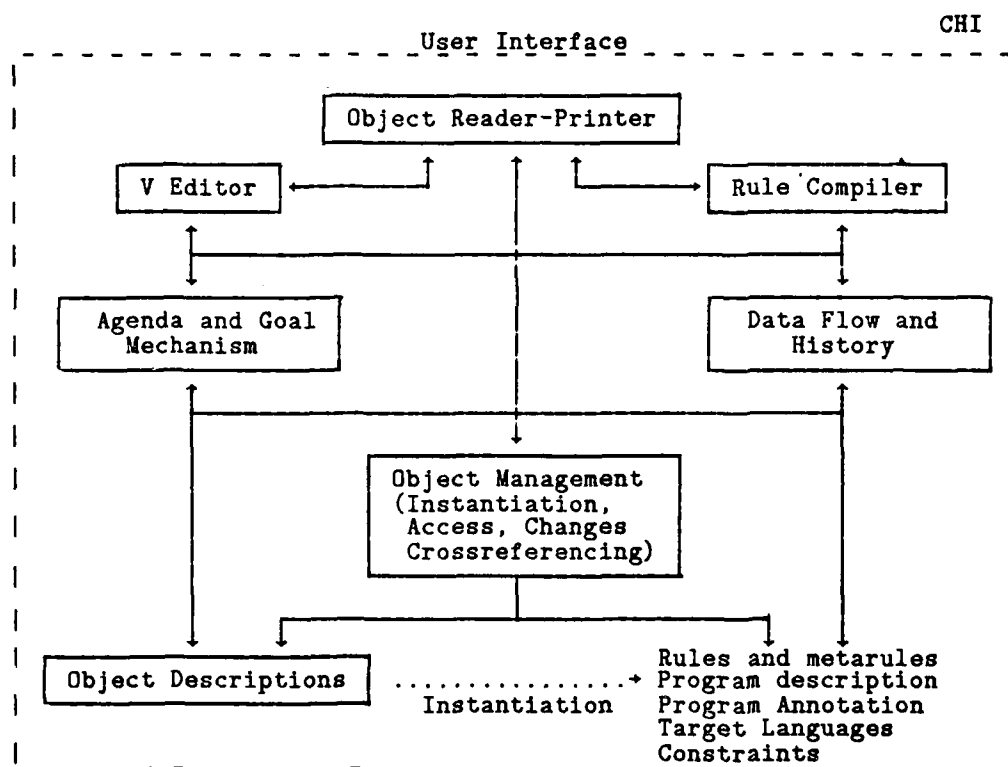 CHI
User Interface
Object Reader-Printer
V Editor
Rule Compiler
Agenda and Goal
Mechanism
Data Flow and
History
Object Management
(Instantiation,
Access, Changes
Crossreferencing)
Object Descriptions
Instantiation
Rules and metarules
Program description
Program Annotation
Target Languages
Constraints